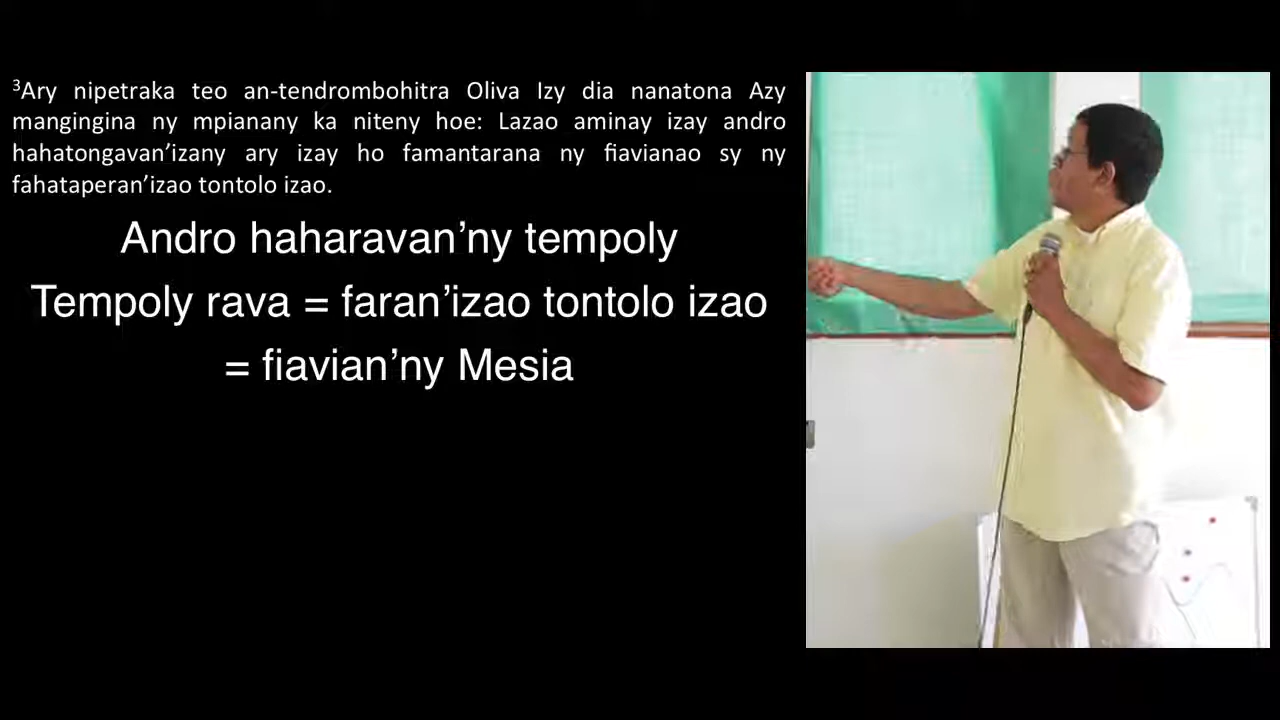 ³Ary nipetraka teo an-tendrombohitra Oliva Izy dia nanatona Azy
mangingina ny mpianany ka niteny hoe: Lazao aminay izay andro
hahatongavan’izany ary izay ho famantarana ny fiavianao sy ny
fahataperan’izao tontolo izao.
Andro haharavan’ny tempoly
Tempoly rava = faran’izao tontolo izao
= fiavian’ny Mesia